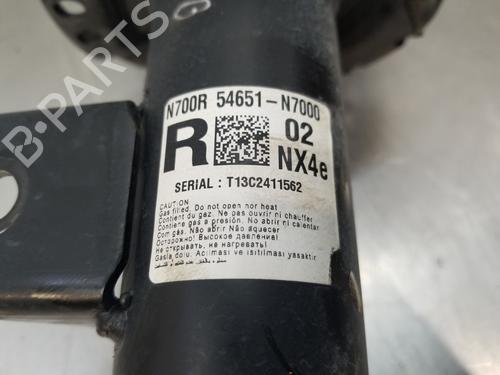 N700R 54651-N7000
R
02
NX4e
SERIAL : T13C2411562
CAUTION
Gas filled. Do not open nor heat
Contient du gaz. Ne pas ouvrir ni chauffer
Contiene gas a presión. No abrir ni calentar
Com gás. Não abrir Não aquecer
Осторожно! Высокое давление!
Не открывать, не нагревать!
Gasla dolu. Açılması ve ısıtılması yasaktır
B-PARTS